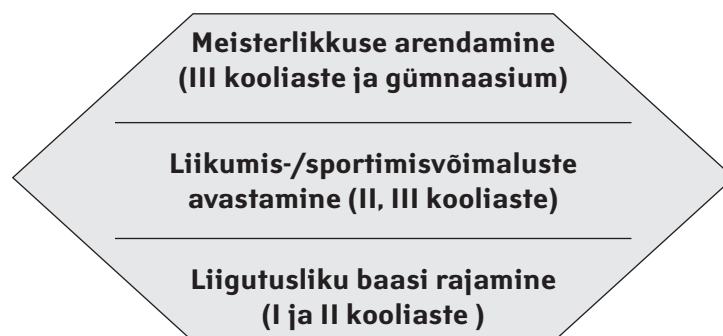 Meisterlikkuse arendamine
(III kooliaste ja gümnaasium)
Liikumis-/sportimisvõimaluste
avastamine (II, III kooliaste)
Liigutusliku baasi rajamine
(I ja II kooliaste )